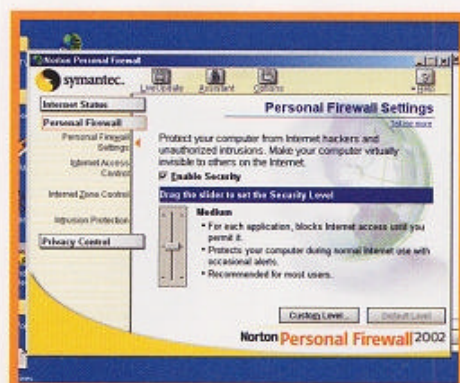 Norton Personal Firewall
symantec.
LiveUpdate Assistant Options Help
Internet Status
Personal Firewall
Personal Firewall
Settings
Internet Access
Control
Internet Zone Control
Intrusion Protection
Privacy Control
Personal Firewall Settings
Tell me more
Protect your computer from Internet hackers and
unauthorized intrusions. Make your computer virtually
invisible to others on the Internet.
Enable Security
Drag the slider to set the Security Level
Medium
• For each application, blocks Internet access until you
permit it.
• Protects your computer during normal Internet use with
occasional alerts.
• Recommended for most users.
Custom Level... Default Level
Norton Personal Firewall 2002